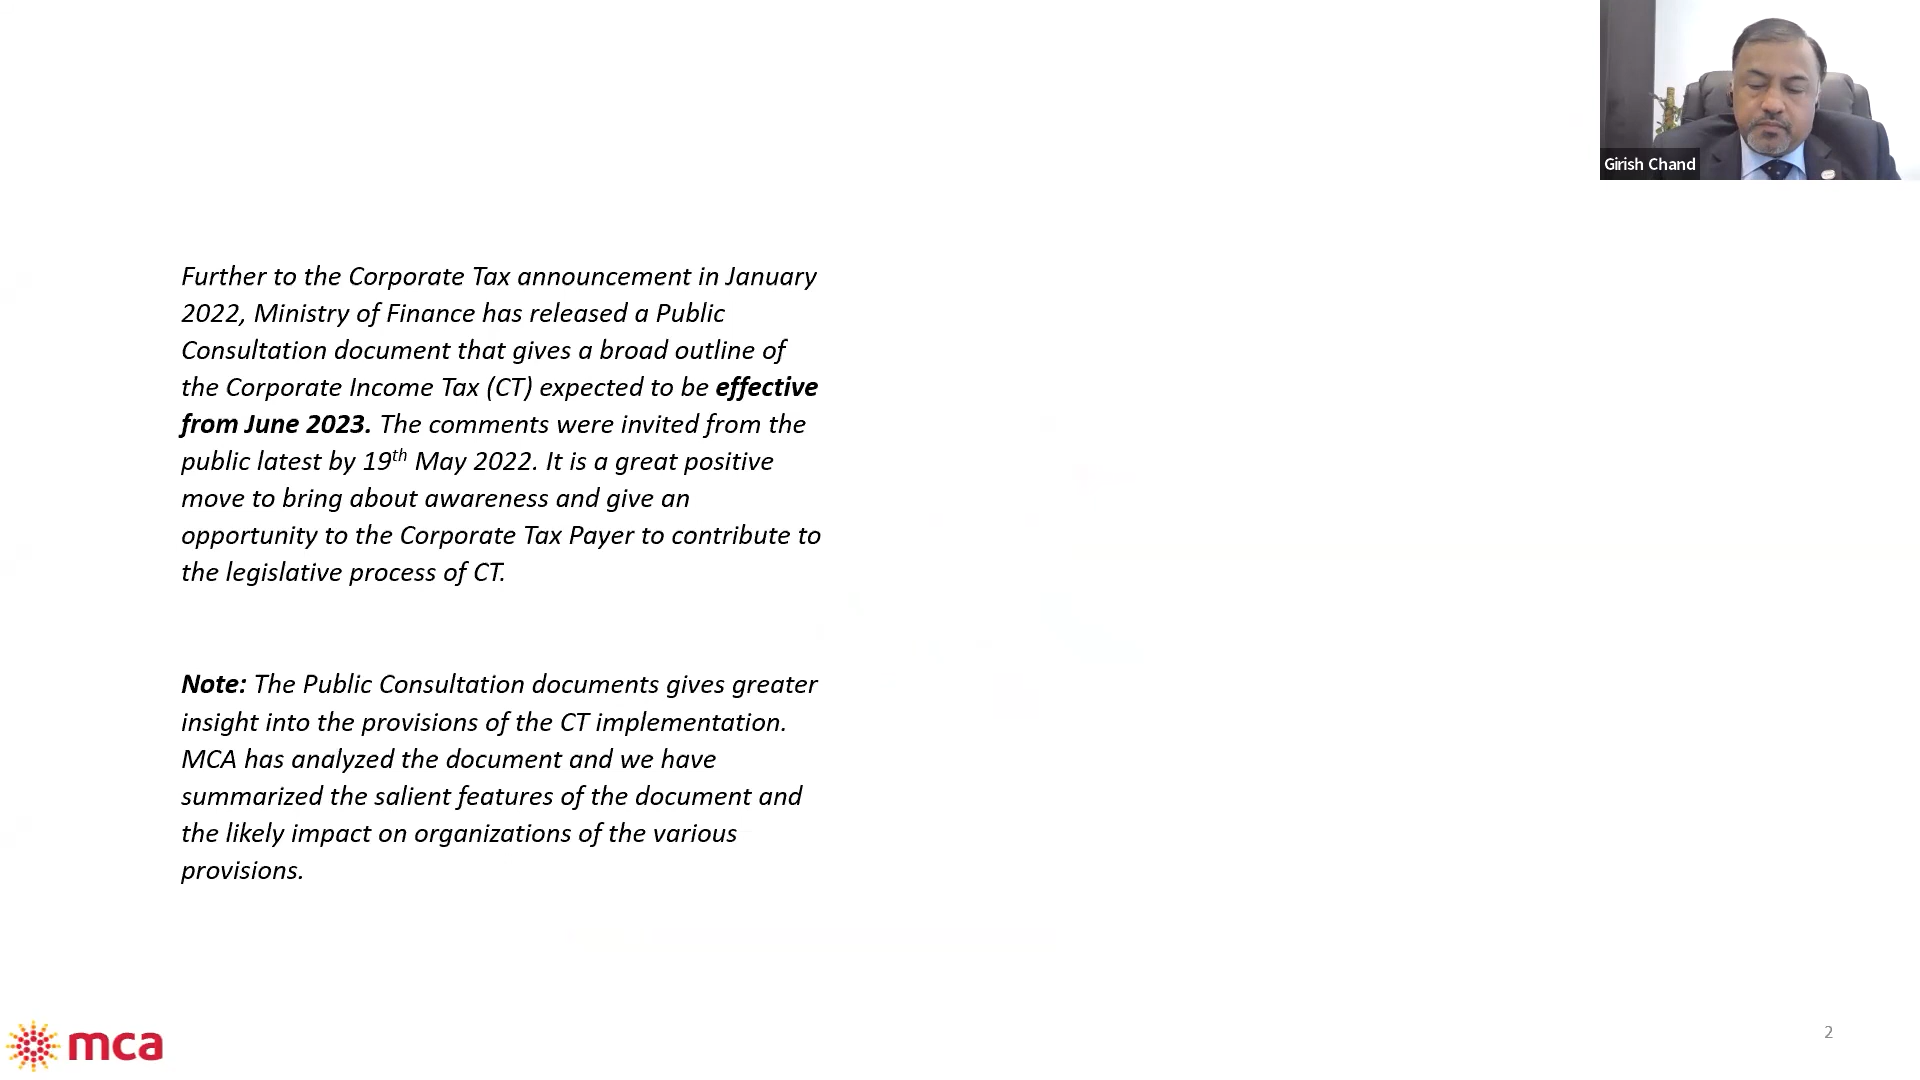 Girish Chand
Further to the Corporate Tax announcement in January
2022, Ministry of Finance has released a Public
Consultation document that gives a broad outline of
the Corporate Income Tax (CT) expected to be effective
from June 2023. The comments were invited from the
public latest by 19th May 2022. It is a great positive
move to bring about awareness and give an
opportunity to the Corporate Tax Payer to contribute to
the legislative process of CT.
Note: The Public Consultation documents gives greater
insight into the provisions of the CT implementation.
MCA has analyzed the document and we have
summarized the salient features of the document and
the likely impact on organizations of the various
provisions.
mca
2